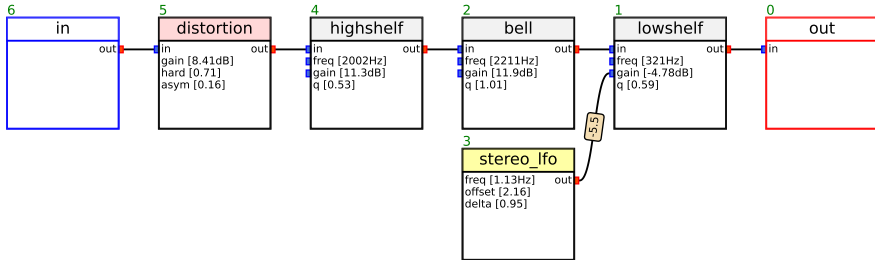 6
in
out
5
distortion
in
out
gain [8.41dB]
hard [0.71]
asym [0.16]
4
highshelf
in
out
freq [2002Hz]
gain [11.3dB]
q [0.53]
2
bell
in
out
freq [2211Hz]
gain [11.9dB]
q [1.01]
1
lowshelf
in
out
freq [321Hz]
gain [-4.78dB]
q [0.59]
0
out
in
-5.5
3
stereo_lfo
freq [1.13Hz]
out
offset [2.16]
delta [0.95]